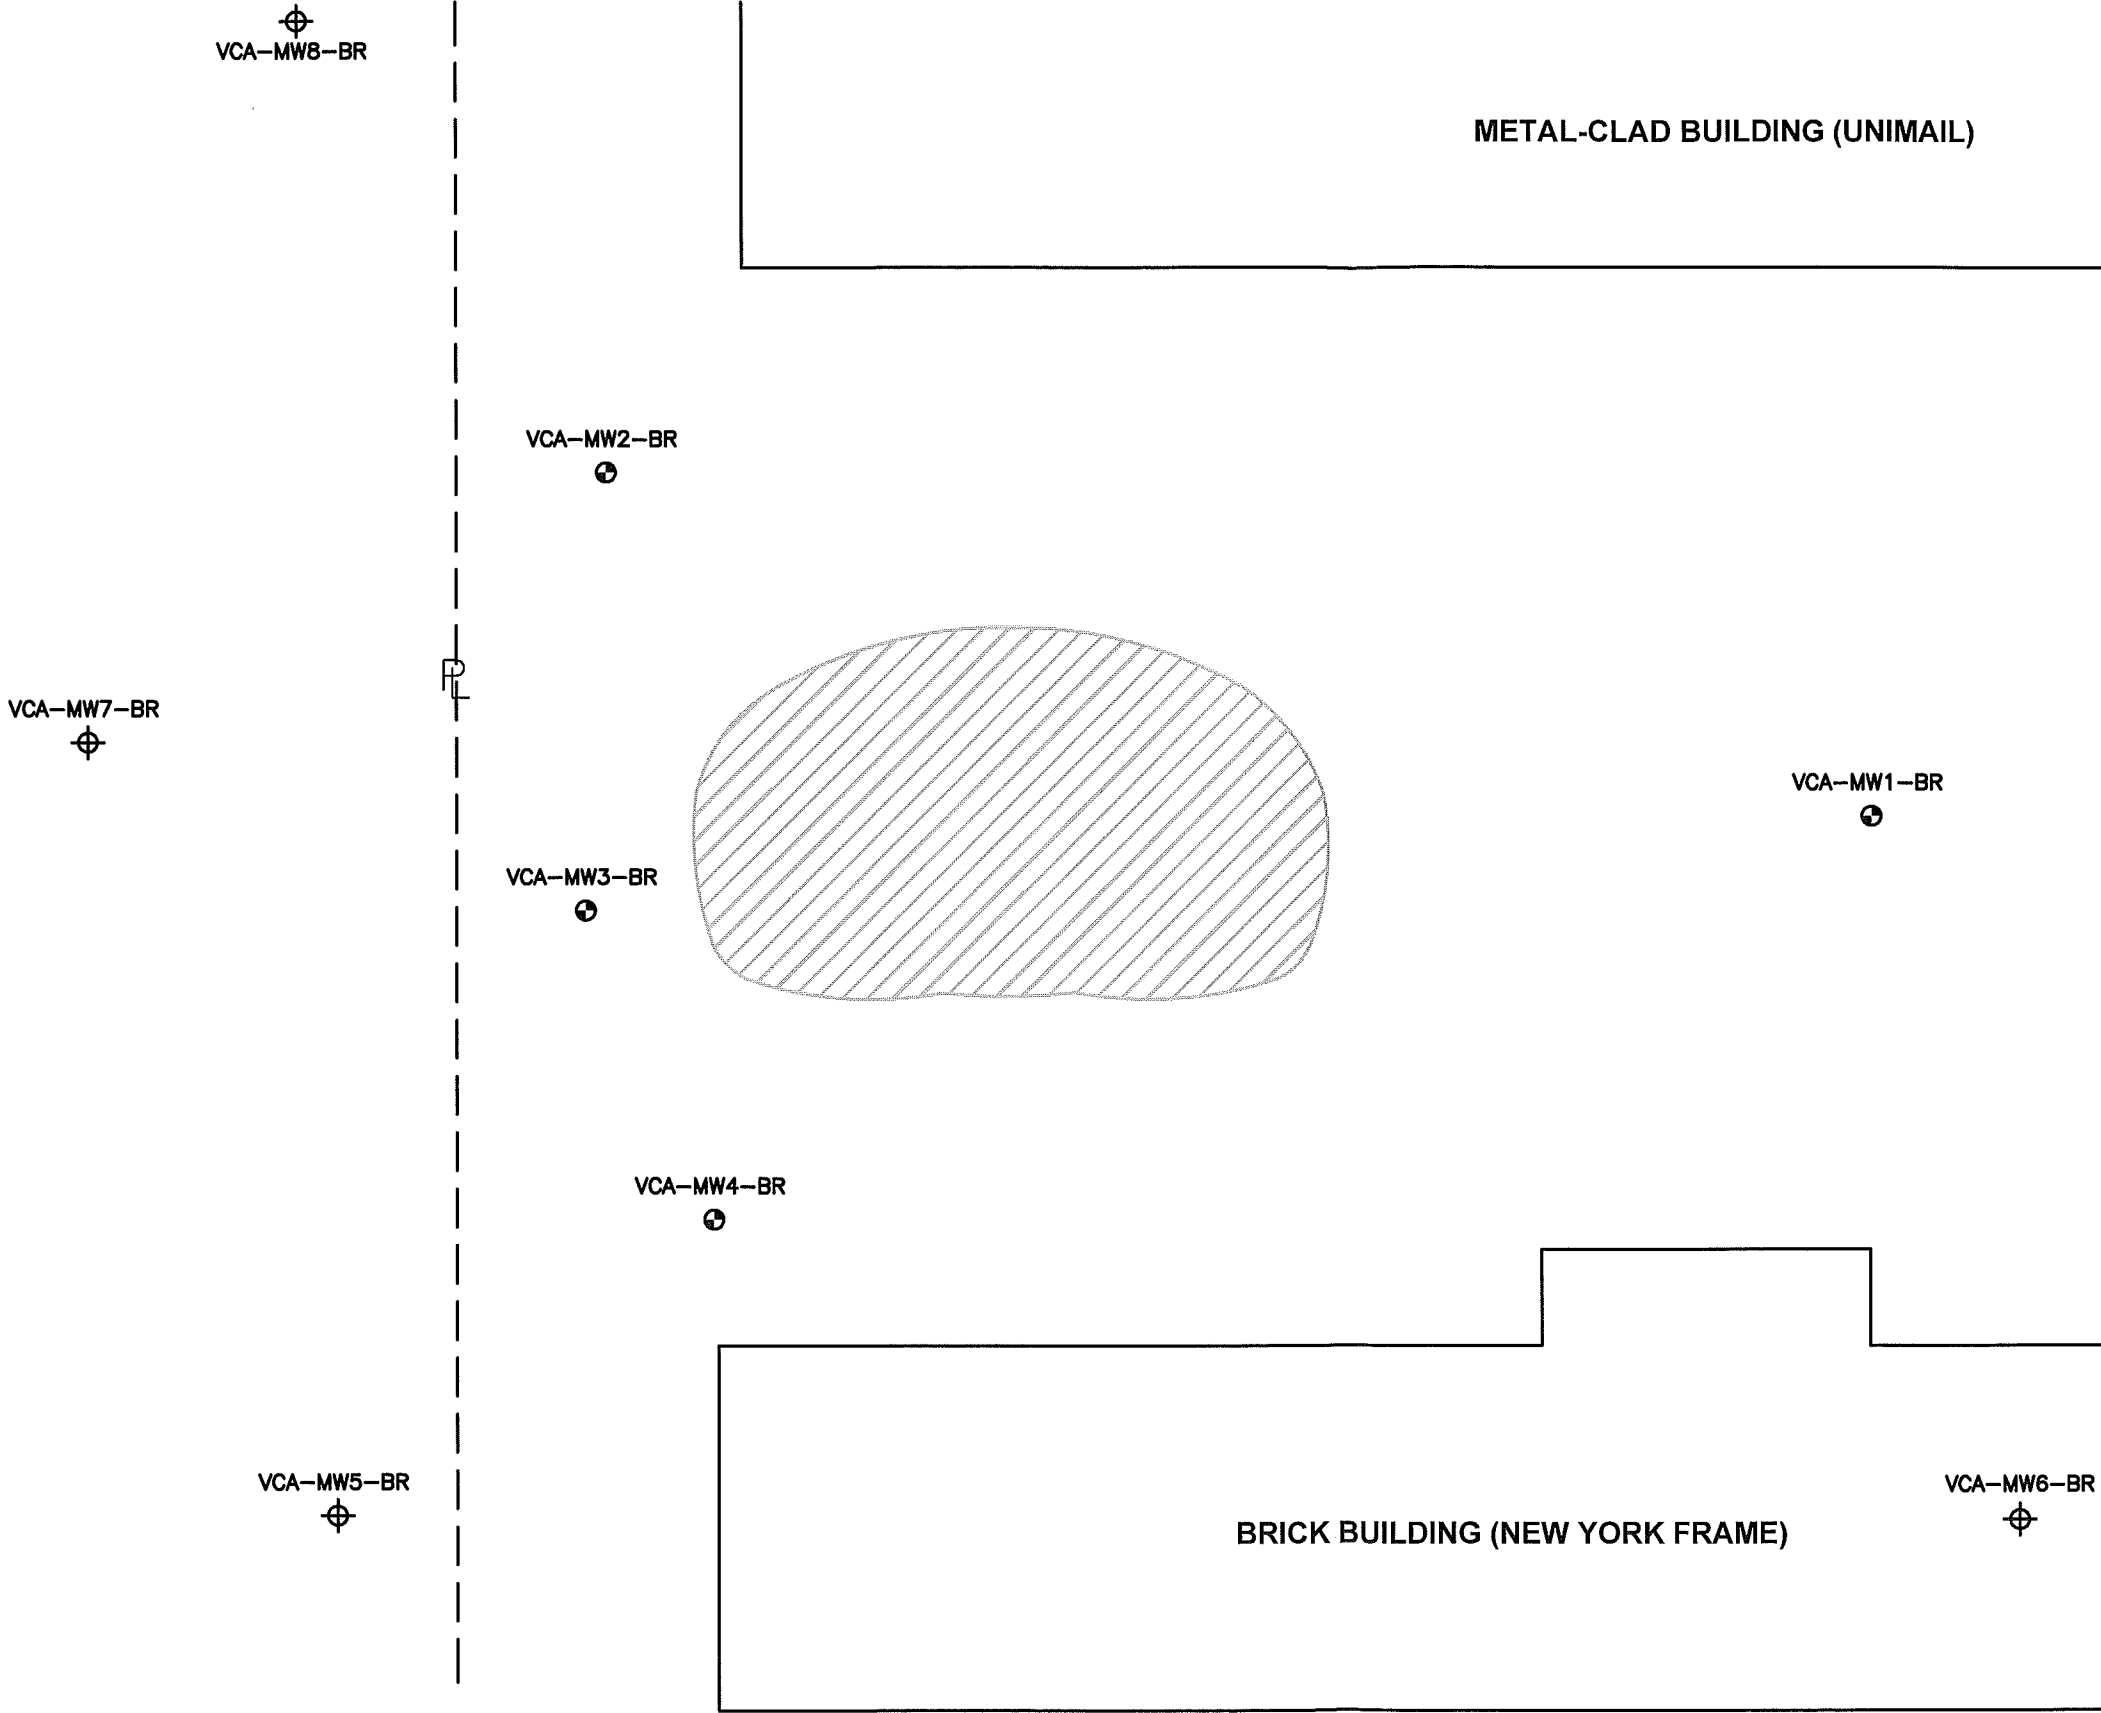 VCA-MW8-BR
METAL-CLAD BUILDING (UNIMAIL)
VCA-MW2-BR
PL
VCA-MW7-BR
VCA-MW1-BR
VCA-MW3-BR
VCA-MW4-BR
VCA-MW5-BR
VCA-MW6-BR
BRICK BUILDING (NEW YORK FRAME)